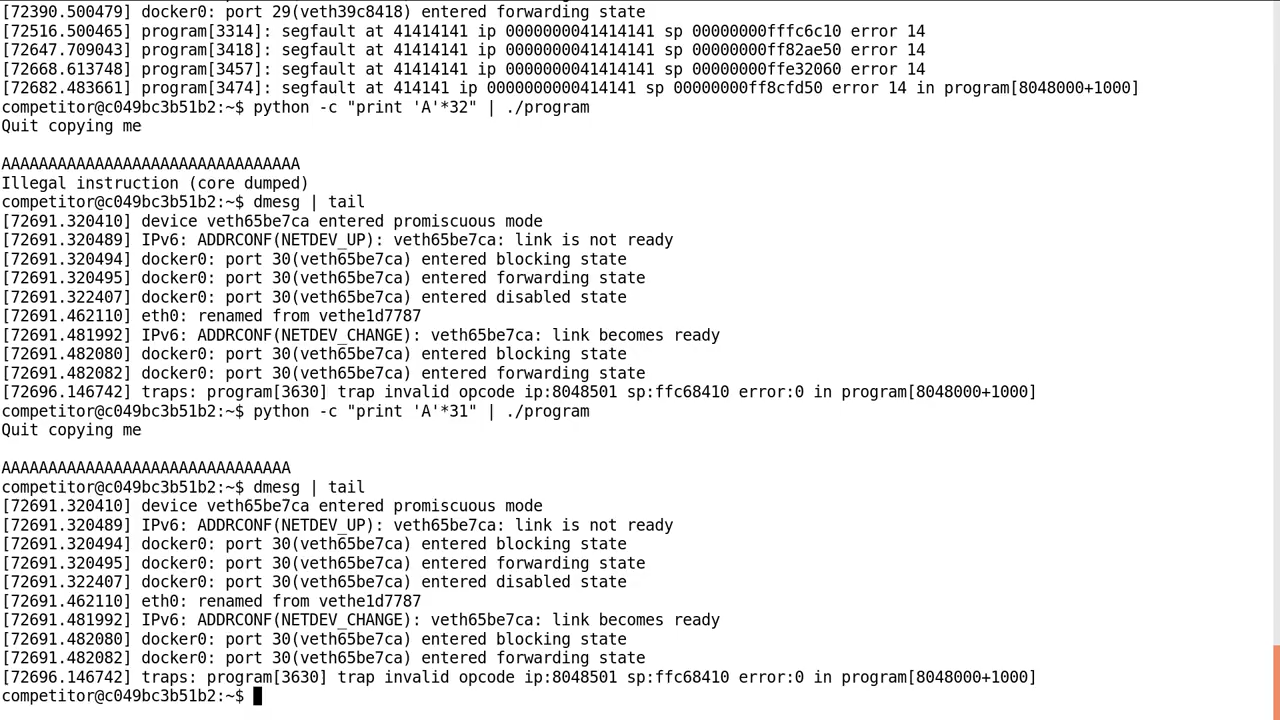 [72390.500479] docker0: port 29(veth39c8418) entered forwarding state
[72516.500465] program[3314]: segfault at 41414141 ip 0000000041414141 sp 00000000fffc6c10 error 14
[72647.709043] program[3418]: segfault at 41414141 ip 0000000041414141 sp 00000000ff82ae50 error 14
[72668.613748] program[3457]: segfault at 41414141 ip 0000000041414141 sp 00000000ffe32060 error 14
[72682.483661] program[3474]: segfault at 414141 ip 0000000000414141 sp 00000000ff8cfd50 error 14 in program[8048000+1000]
competitor@c049bc3b51b2:~$ python -c "print 'A'*32" | ./program
Quit copying me
AAAAAAAAAAAAAAAAAAAAAAAAAAAAAAAA
Illegal instruction (core dumped)
competitor@c049bc3b51b2:~$ dmesg | tail
[72691.320410] device veth65be7ca entered promiscuous mode
[72691.320489] IPv6: ADDRCONF(NETDEV_UP): veth65be7ca: link is not ready
[72691.320494] docker0: port 30(veth65be7ca) entered blocking state
[72691.320495] docker0: port 30(veth65be7ca) entered forwarding state
[72691.322407] docker0: port 30(veth65be7ca) entered disabled state
[72691.462110] eth0: renamed from vethe1d7787
[72691.481992] IPv6: ADDRCONF(NETDEV_CHANGE): veth65be7ca: link becomes ready
[72691.482080] docker0: port 30(veth65be7ca) entered blocking state
[72691.482082] docker0: port 30(veth65be7ca) entered forwarding state
[72696.146742] traps: program[3630] trap invalid opcode ip:8048501 sp:ffc68410 error:0 in program[8048000+1000]
competitor@c049bc3b51b2:~$ python -c "print 'A'*31" | ./program
Quit copying me
AAAAAAAAAAAAAAAAAAAAAAAAAAAAAAA
competitor@c049bc3b51b2:~$ dmesg | tail
[72691.320410] device veth65be7ca entered promiscuous mode
[72691.320489] IPv6: ADDRCONF(NETDEV_UP): veth65be7ca: link is not ready
[72691.320494] docker0: port 30(veth65be7ca) entered blocking state
[72691.320495] docker0: port 30(veth65be7ca) entered forwarding state
[72691.322407] docker0: port 30(veth65be7ca) entered disabled state
[72691.462110] eth0: renamed from vethe1d7787
[72691.481992] IPv6: ADDRCONF(NETDEV_CHANGE): veth65be7ca: link becomes ready
[72691.482080] docker0: port 30(veth65be7ca) entered blocking state
[72691.482082] docker0: port 30(veth65be7ca) entered forwarding state
[72696.146742] traps: program[3630] trap invalid opcode ip:8048501 sp:ffc68410 error:0 in program[8048000+1000]
competitor@c049bc3b51b2:~$